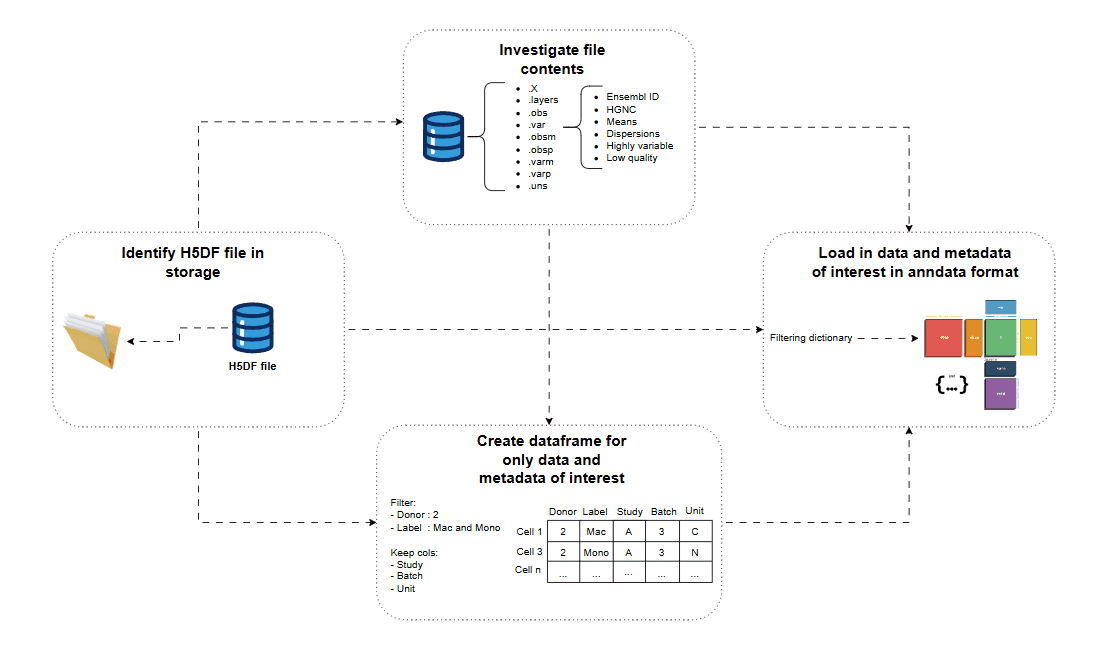 Investigate file
contents
.X
.layers
.obs
.var
.obsm
.obsp
.varm
.varp
.uns
Ensembl ID
HGNC
Means
Dispersions
Highly variable
Low quality
Identify H5DF file in
storage
H5DF file
Load in data and metadata
of interest in anndata format
Filtering dictionary
{...}
Create dataframe for
only data and
metadata of interest
Filter:
- Donor : 2
- Label : Mac and Mono
Keep cols:
- Study
- Batch
- Unit
Donor Label Study Batch Unit
Cell 1 2 Mac A 3 C
Cell 3 2 Mono A 3 N
Cell n ... ... ... ... ...